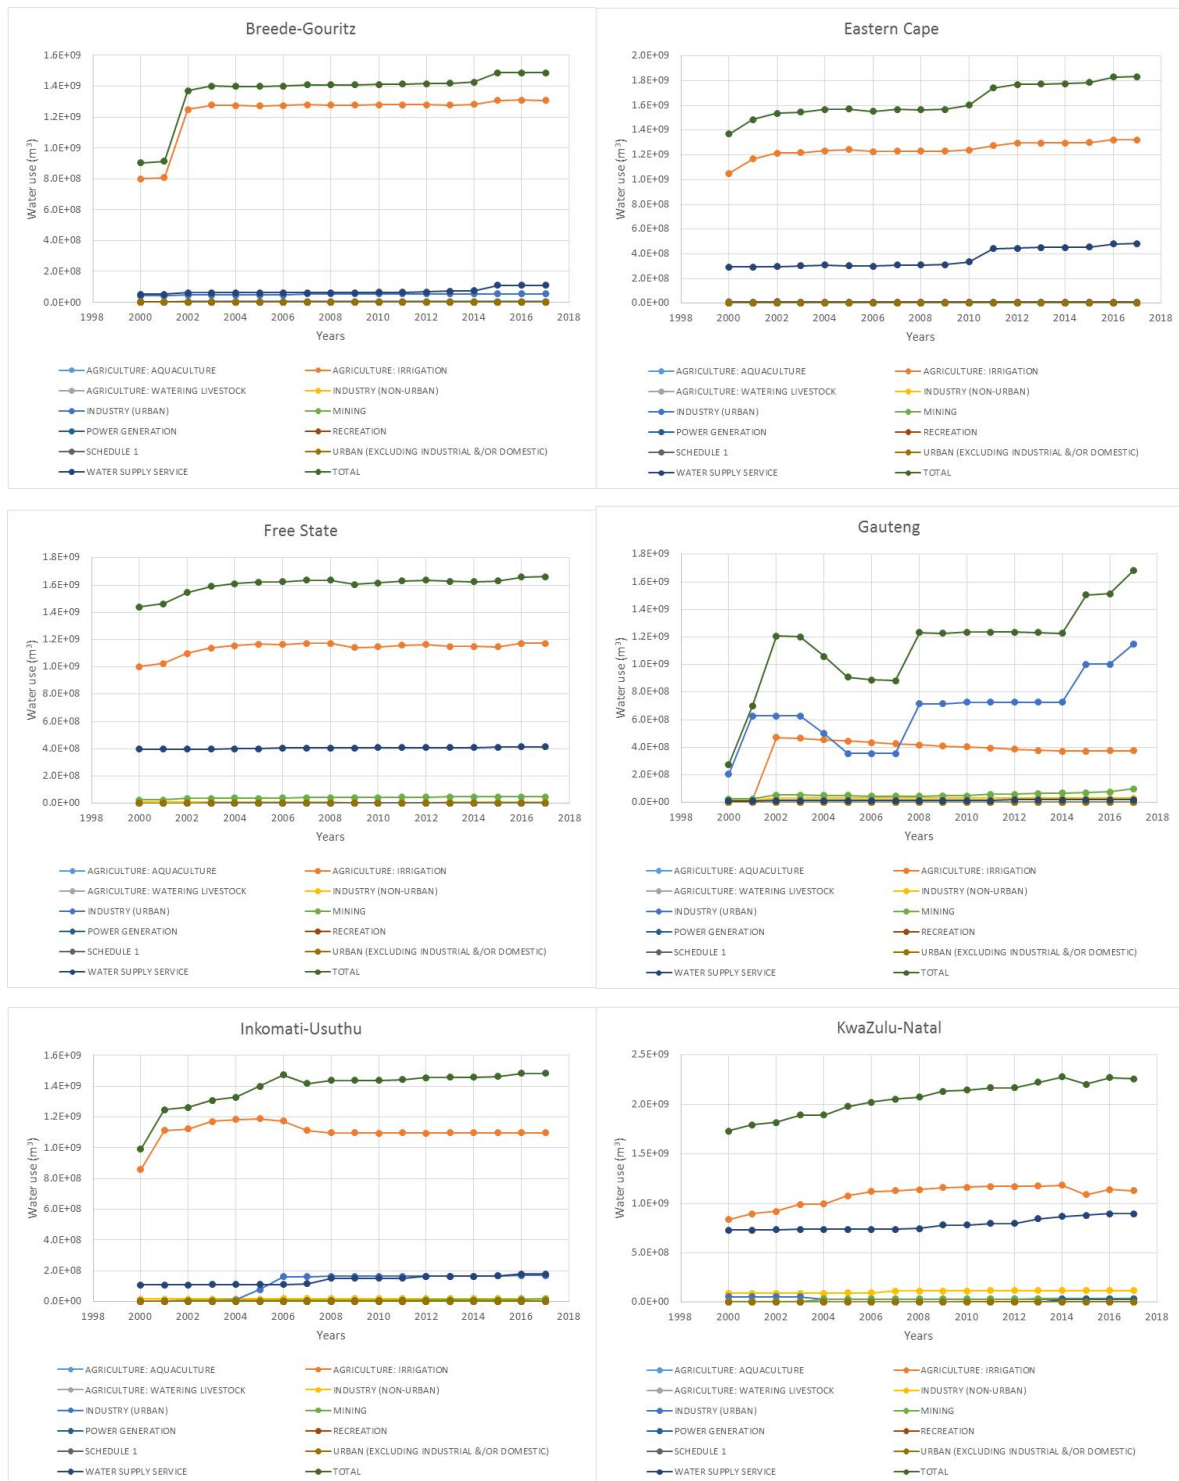 Breede-Gouritz
1.6E+09
1.4E+09
1.2E+09
1.0E+09
8.0E+08
6.0E+08
4.0E+08
2.0E+08
0.0E+00
Water use (m³)
1998 2000 2002 2004 2006 2008 2010 2012 2014 2016 2018
Years
AGRICULTURE: AQUACULTURE AGRICULTURE: IRRIGATION
AGRICULTURE: WATERING LIVESTOCK INDUSTRY (NON-URBAN)
INDUSTRY (URBAN) MINING
POWER GENERATION RECREATION
SCHEDULE 1 URBAN (EXCLUDING INDUSTRIAL &/OR DOMESTIC)
WATER SUPPLY SERVICE TOTAL
Eastern Cape
2.0E+09
1.8E+09
1.6E+09
1.4E+09
1.2E+09
1.0E+09
8.0E+08
6.0E+08
4.0E+08
2.0E+08
0.0E+00
Water use (m³)
1998 2000 2002 2004 2006 2008 2010 2012 2014 2016 2018
Years
AGRICULTURE: AQUACULTURE AGRICULTURE: IRRIGATION
AGRICULTURE: WATERING LIVESTOCK INDUSTRY (NON-URBAN)
INDUSTRY (URBAN) MINING
POWER GENERATION RECREATION
SCHEDULE 1 URBAN (EXCLUDING INDUSTRIAL &/OR DOMESTIC)
WATER SUPPLY SERVICE TOTAL
Free State
1.8E+09
1.6E+09
1.4E+09
1.2E+09
1.0E+09
8.0E+08
6.0E+08
4.0E+08
2.0E+08
0.0E+00
Water use (m³)
1998 2000 2002 2004 2006 2008 2010 2012 2014 2016 2018
Years
AGRICULTURE: AQUACULTURE AGRICULTURE: IRRIGATION
AGRICULTURE: WATERING LIVESTOCK INDUSTRY (NON-URBAN)
INDUSTRY (URBAN) MINING
POWER GENERATION RECREATION
SCHEDULE 1 URBAN (EXCLUDING INDUSTRIAL &/OR DOMESTIC)
WATER SUPPLY SERVICE TOTAL
Gauteng
1.8E+09
1.6E+09
1.4E+09
1.2E+09
1.0E+09
8.0E+08
6.0E+08
4.0E+08
2.0E+08
0.0E+00
Water use (m³)
1998 2000 2002 2004 2006 2008 2010 2012 2014 2016 2018
Years
AGRICULTURE: AQUACULTURE AGRICULTURE: IRRIGATION
AGRICULTURE: WATERING LIVESTOCK INDUSTRY (NON-URBAN)
INDUSTRY (URBAN) MINING
POWER GENERATION RECREATION
SCHEDULE 1 URBAN (EXCLUDING INDUSTRIAL &/OR DOMESTIC)
WATER SUPPLY SERVICE TOTAL
Inkomati-Usuthu
1.6E+09
1.4E+09
1.2E+09
1.0E+09
8.0E+08
6.0E+08
4.0E+08
2.0E+08
0.0E+00
Water use (m³)
1998 2000 2002 2004 2006 2008 2010 2012 2014 2016 2018
Years
AGRICULTURE: AQUACULTURE AGRICULTURE: IRRIGATION
AGRICULTURE: WATERING LIVESTOCK INDUSTRY (NON-URBAN)
INDUSTRY (URBAN) MINING
POWER GENERATION RECREATION
SCHEDULE 1 URBAN (EXCLUDING INDUSTRIAL &/OR DOMESTIC)
WATER SUPPLY SERVICE TOTAL
KwaZulu-Natal
2.5E+09
2.0E+09
1.5E+09
1.0E+09
5.0E+08
0.0E+00
Water use (m³)
1998 2000 2002 2004 2006 2008 2010 2012 2014 2016 2018
Years
AGRICULTURE: AQUACULTURE AGRICULTURE: IRRIGATION
AGRICULTURE: WATERING LIVESTOCK INDUSTRY (NON-URBAN)
INDUSTRY (URBAN) MINING
POWER GENERATION RECREATION
SCHEDULE 1 URBAN (EXCLUDING INDUSTRIAL &/OR DOMESTIC)
WATER SUPPLY SERVICE TOTAL